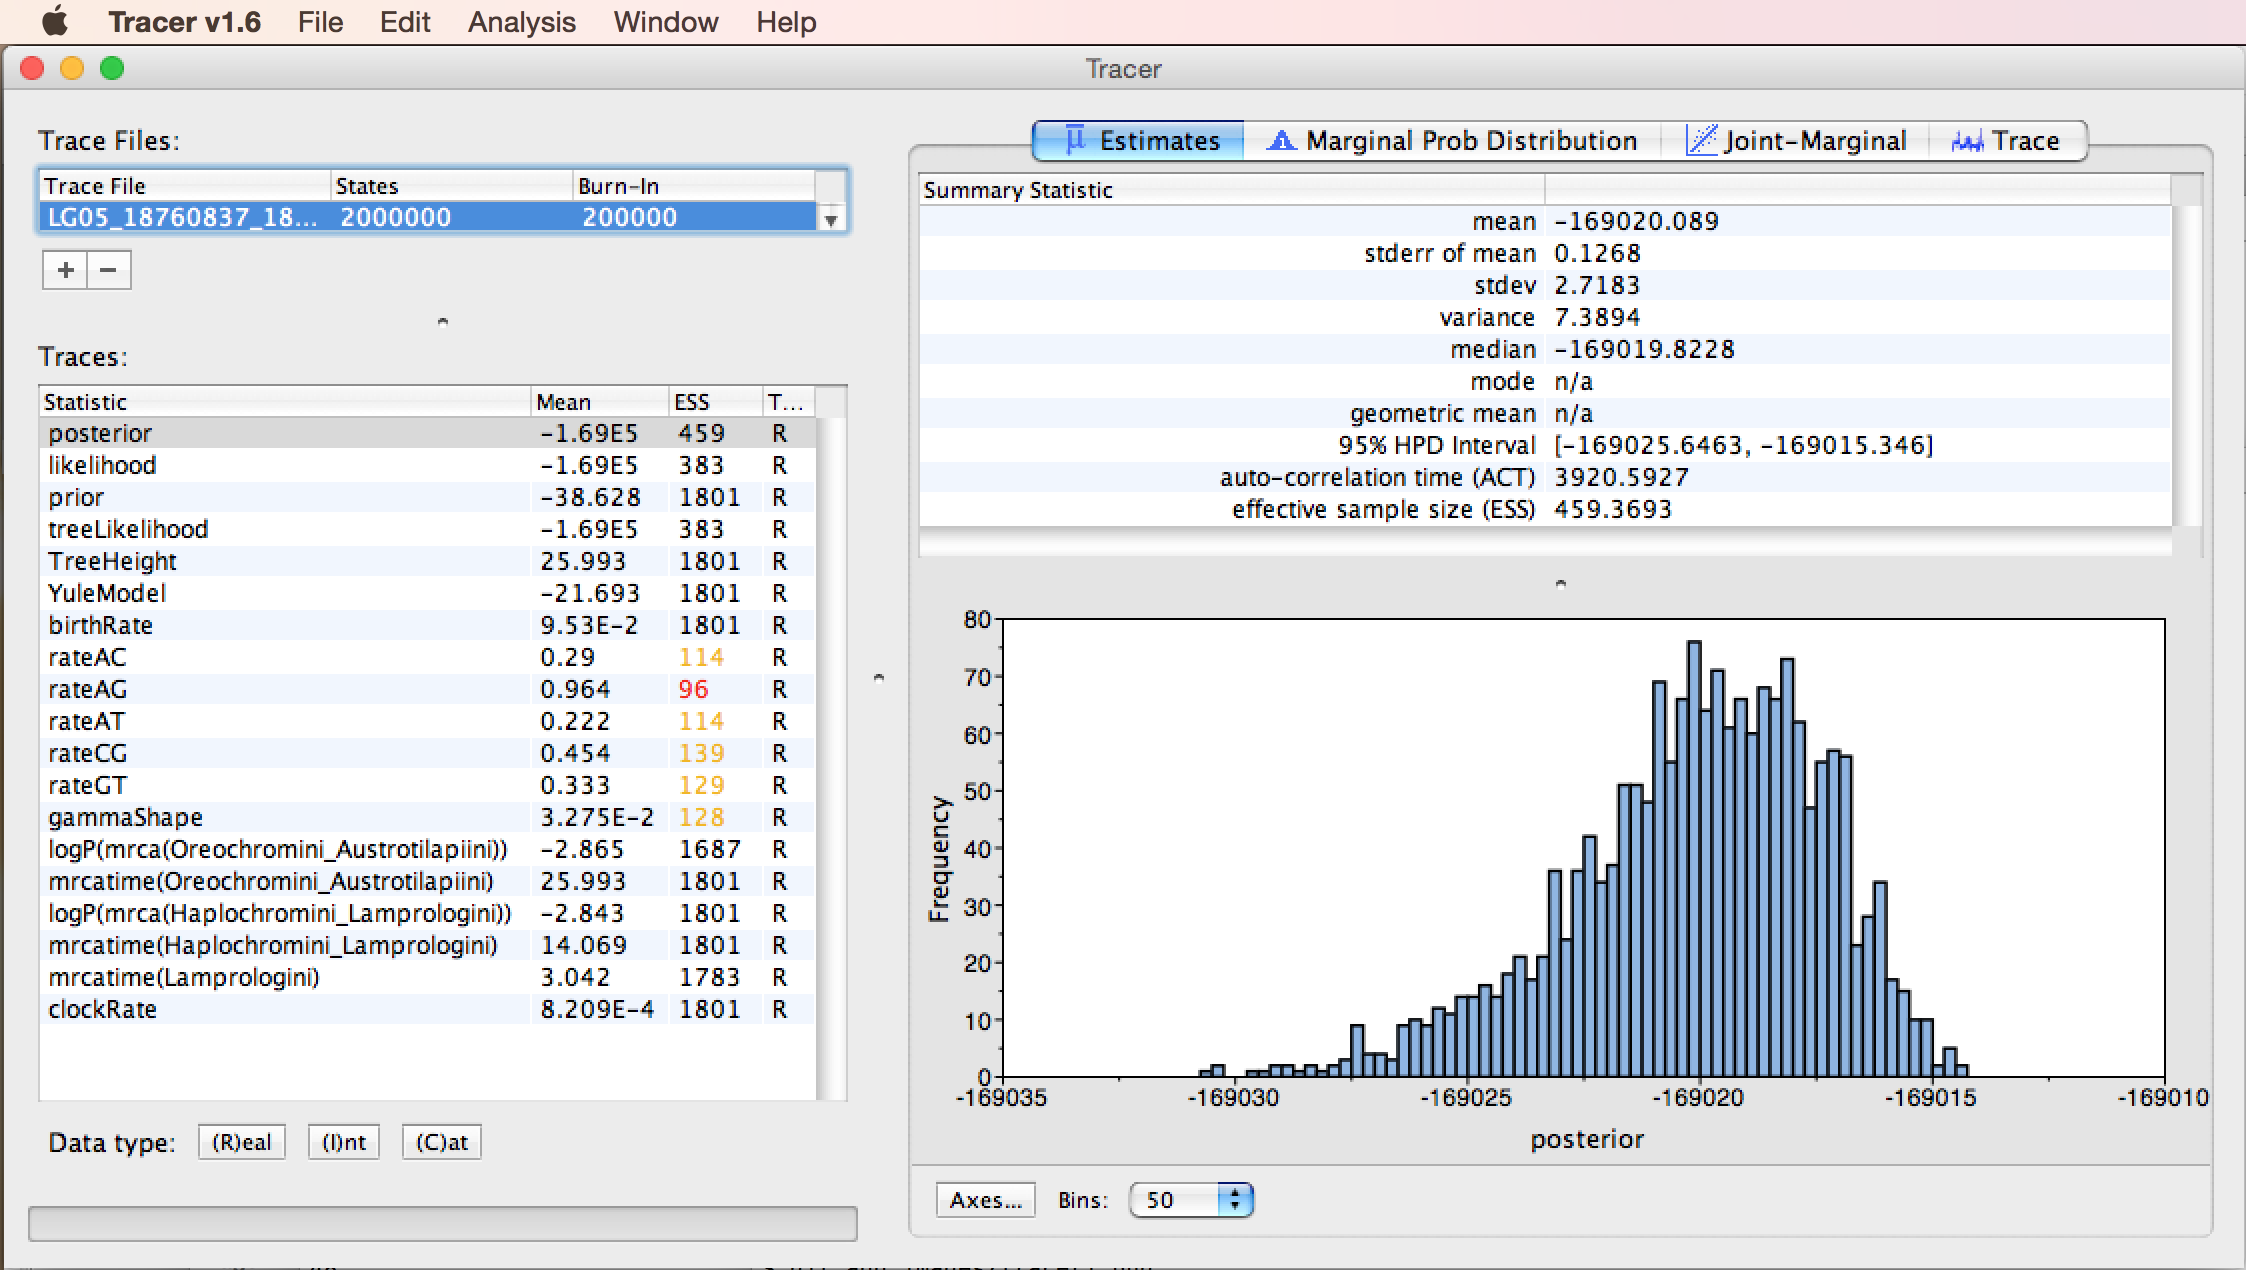 Tracer v1.6 File Edit Analysis Window Help
Tracer
Trace Files:
Trace File States Burn-In
LG05_18760837_18... 2000000 200000
+ −
Traces:
Statistic Mean ESS T...
posterior -1.69E5 459 R
likelihood -1.69E5 383 R
prior -38.628 1801 R
treeLikelihood -1.69E5 383 R
TreeHeight 25.993 1801 R
YuleModel -21.693 1801 R
birthRate 9.53E-2 1801 R
rateAC 0.29 114 R
rateAG 0.964 96 R
rateAT 0.222 114 R
rateCG 0.454 139 R
rateGT 0.333 129 R
gammaShape 3.275E-2 128 R
logP(mrca(Oreochromini_Austrotilapiini)) -2.865 1687 R
mrcatime(Oreochromini_Austrotilapiini) 25.993 1801 R
logP(mrca(Haplochromini_Lamprologini)) -2.843 1801 R
mrcatime(Haplochromini_Lamprologini) 14.069 1801 R
mrcatime(Lamprologini) 3.042 1783 R
clockRate 8.209E-4 1801 R
Data type: (R)eal (I)nt (C)at
μ Estimates Marginal Prob Distribution Joint-Marginal Trace
Summary Statistic
mean -169020.089
stderr of mean 0.1268
stdev 2.7183
variance 7.3894
median -169019.8228
mode n/a
geometric mean n/a
95% HPD Interval [-169025.6463, -169015.346]
auto-correlation time (ACT) 3920.5927
effective sample size (ESS) 459.3693
80
70
60
50
40
30
20
10
0
Frequency
-169035 -169030 -169025 -169020 -169015 -169010
posterior
Axes... Bins: 50